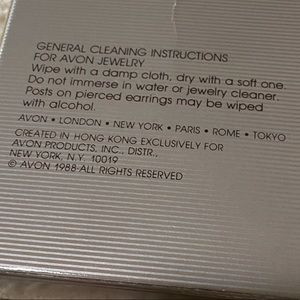 GENERAL CLEANING INSTRUCTIONS
FOR AVON JEWELRY
Wipe with a damp cloth, dry with a soft one.
Do not immerse in water or jewelry cleaner.
Posts on pierced earrings may be wiped
with alcohol.
AVON • LONDON • NEW YORK • PARIS • ROME • TOKYO
CREATED IN HONG KONG EXCLUSIVELY FOR
AVON PRODUCTS, INC., DISTR.,
NEW YORK, N.Y. 10019
© AVON 1988-ALL RIGHTS RESERVED